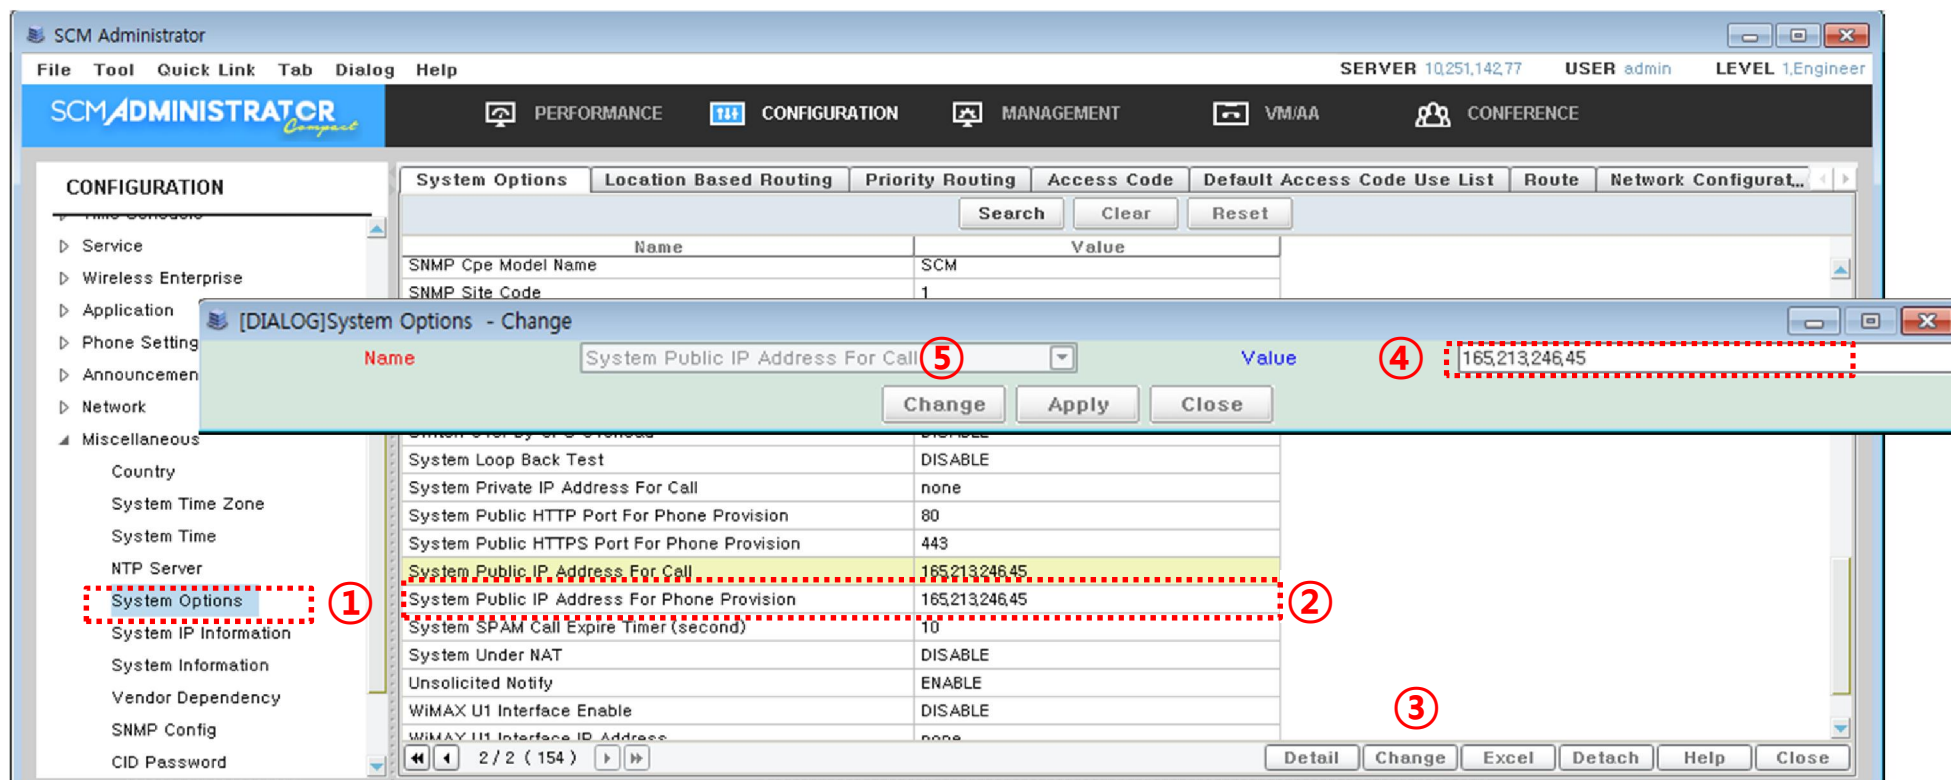 SCM Administrator
File Tool Quick Link Tab Dialog Help SERVER 10,251,142,77 USER admin LEVEL 1,Engineer
SCM ADMINISTRATOR Compact PERFORMANCE CONFIGURATION MANAGEMENT VM/AA CONFERENCE
CONFIGURATION
Time Schedule
Service
Wireless Enterprise
Application
Phone Setting
Announcemen
Network
Miscellaneous
Country
System Time Zone
System Time
NTP Server
System Options ①
System IP Information
System Information
Vendor Dependency
SNMP Config
CID Password
System Options Location Based Routing Priority Routing Access Code Default Access Code Use List Route Network Configurat...
Search Clear Reset
Name Value
SNMP Cpe Model Name SCM
SNMP Site Code 1
[DIALOG]System Options - Change
Name System Public IP Address For Call ⑤ Value ④ 165,213,246,45
Change Apply Close
DISABLE
System Loop Back Test DISABLE
System Private IP Address For Call none
System Public HTTP Port For Phone Provision 80
System Public HTTPS Port For Phone Provision 443
System Public IP Address For Call 165,213,246,45
System Public IP Address For Phone Provision 165,213,246,45 ②
System SPAM Call Expire Timer (second) 10
System Under NAT DISABLE
Unsolicited Notify ENABLE
WiMAX U1 Interface Enable DISABLE
WiMAX U1 Interface IP Address none
③
2 / 2 ( 154 ) Detail Change Excel Detach Help Close